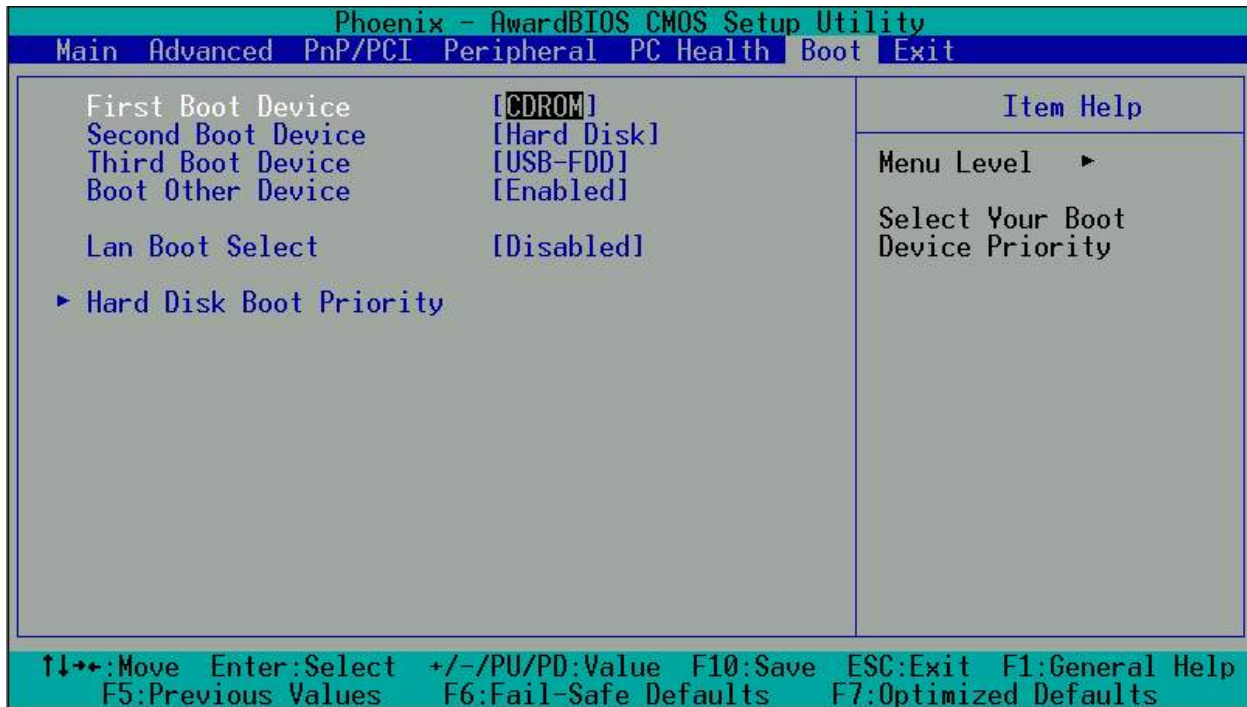 Phoenix - AwardBIOS CMOS Setup Utility
Main Advanced PnP/PCI Peripheral PC Health Boot Exit
First Boot Device [CDROM]
Second Boot Device [Hard Disk]
Third Boot Device [USB-FDD]
Boot Other Device [Enabled]
Lan Boot Select [Disabled]
▸ Hard Disk Boot Priority
Item Help
Menu Level ▸
Select Your Boot
Device Priority
↑↓→←:Move Enter:Select +/-/PU/PD:Value F10:Save ESC:Exit F1:General Help
F5:Previous Values F6:Fail-Safe Defaults F7:Optimized Defaults